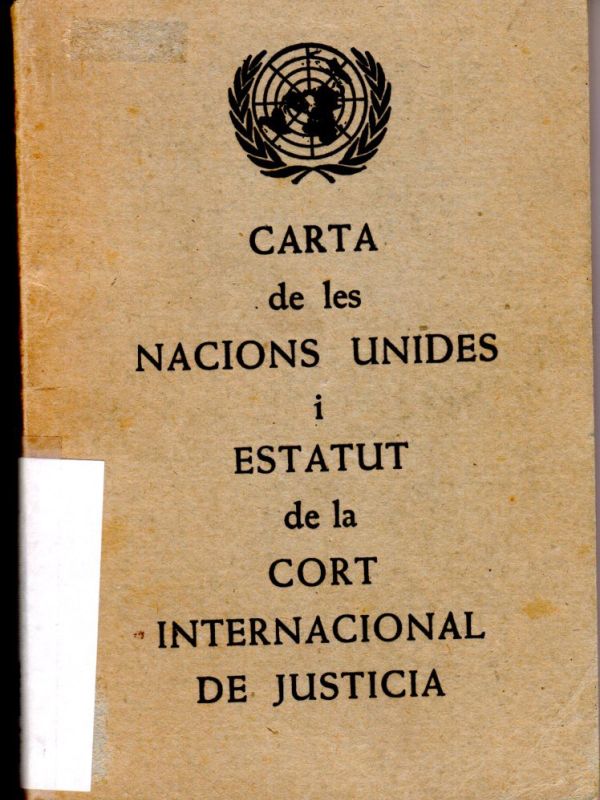 CARTA
de les
NACIONS UNIDES
i
ESTATUT
de la
CORT
INTERNACIONAL
DE JUSTICIA